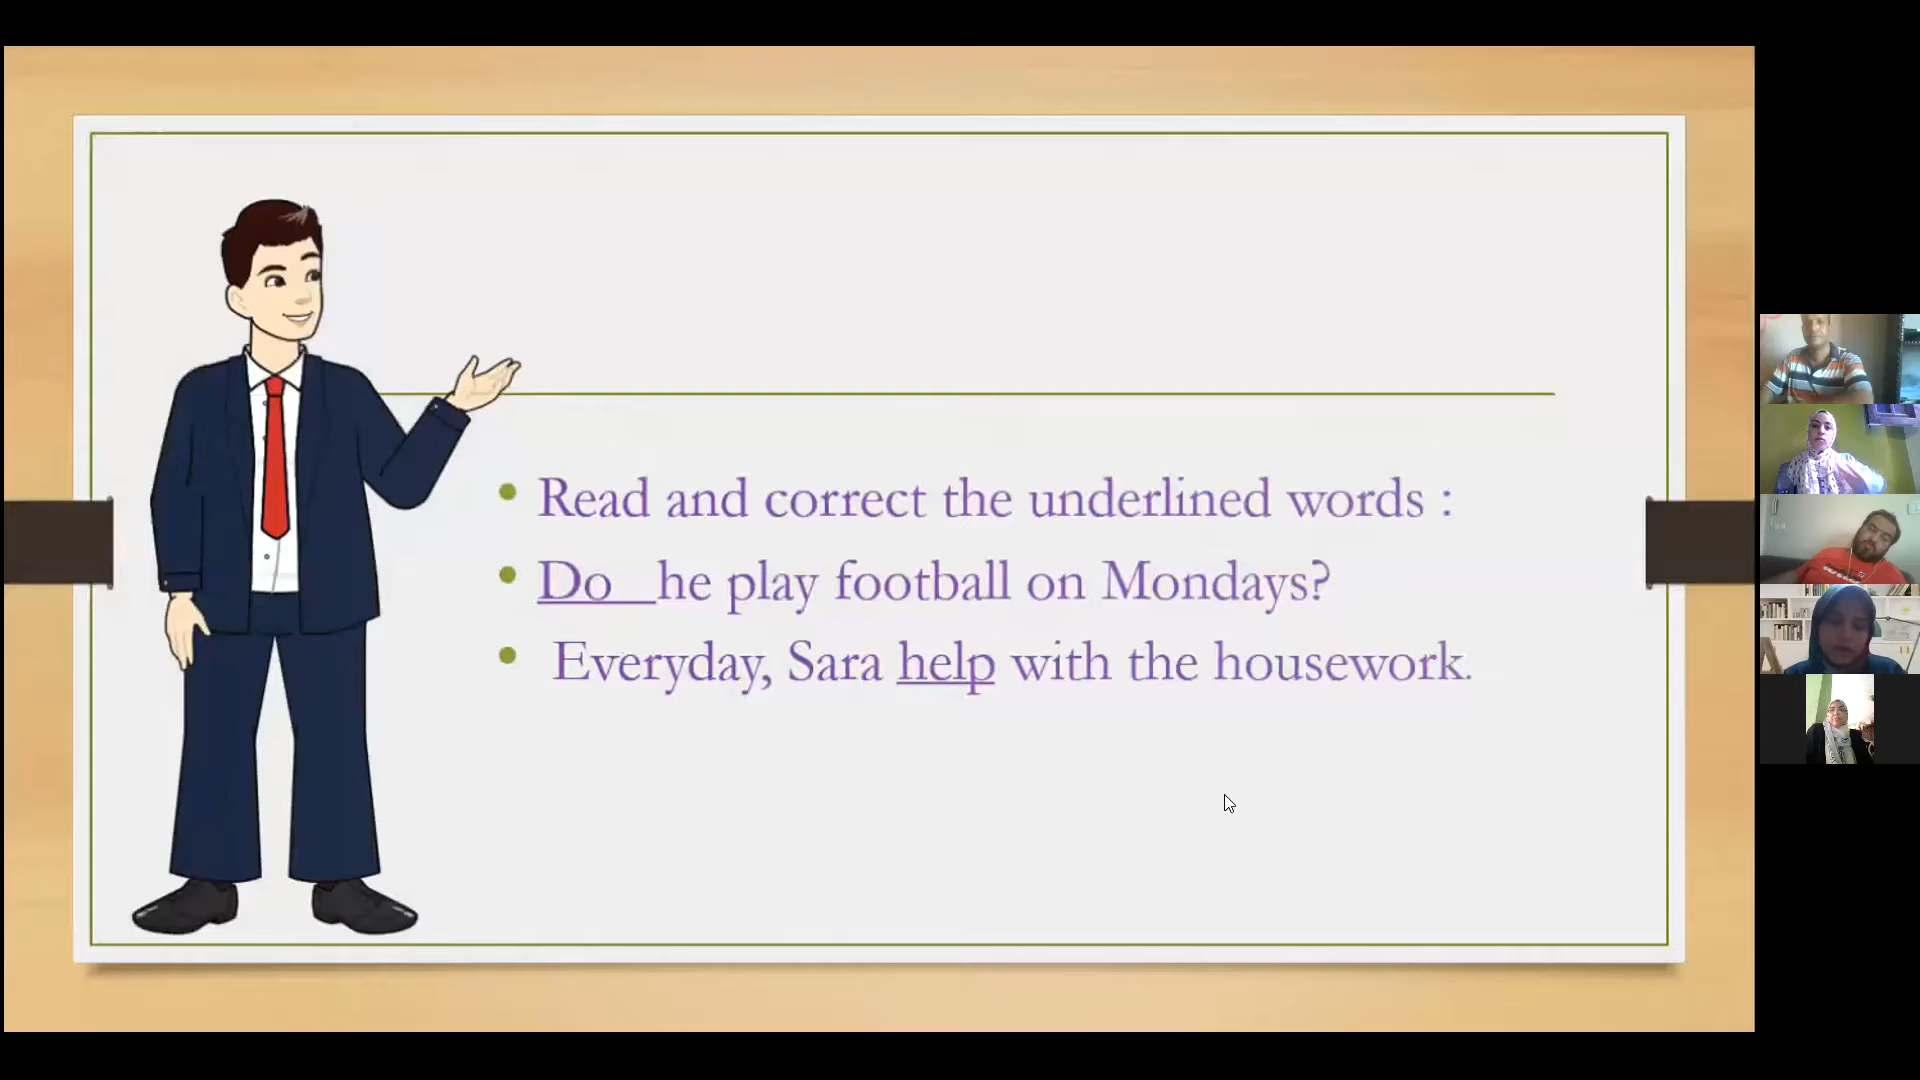 Read and correct the underlined words :
Do he play football on Mondays?
Everyday, Sara help with the housework.